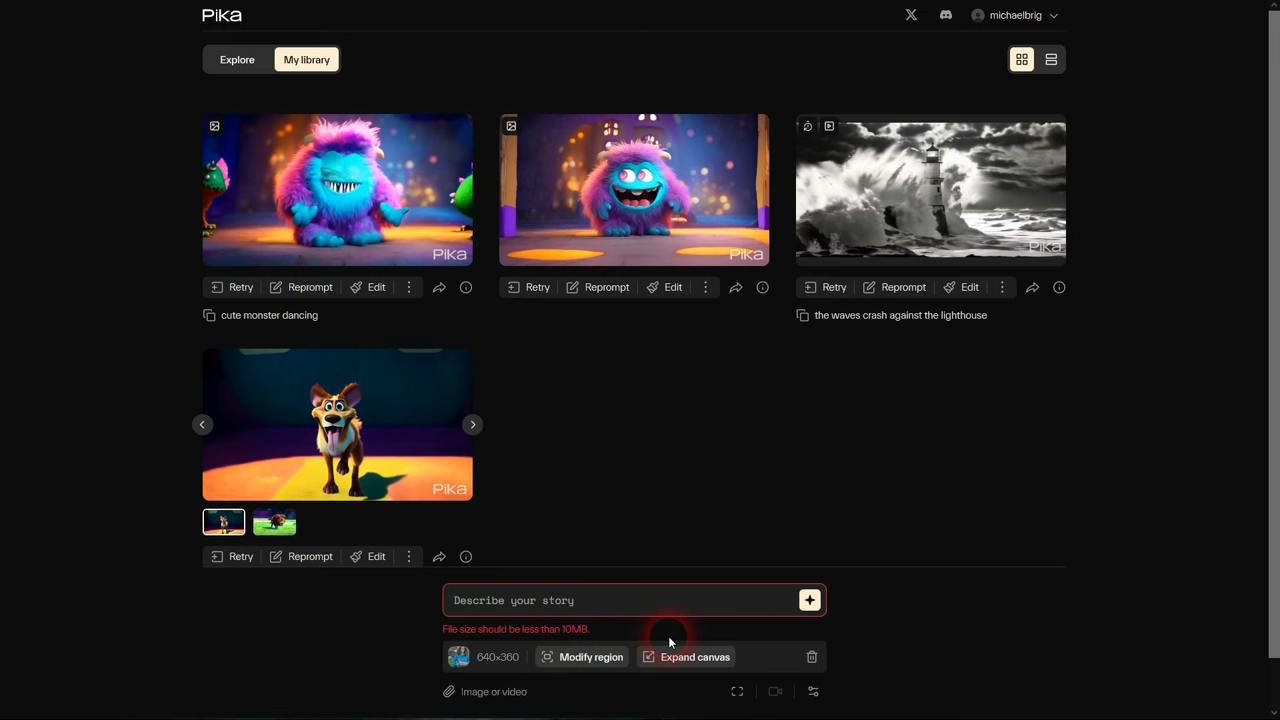 Pika
michaelbrig
Explore
My library
Pika
Pika
Pika
Retry Reprompt Edit
Retry Reprompt Edit
Retry Reprompt Edit
cute monster dancing
the waves crash against the lighthouse
Pika
Retry Reprompt Edit
Describe your story
File size should be less than 10MB.
640x360 Modify region Expand canvas
Image or video